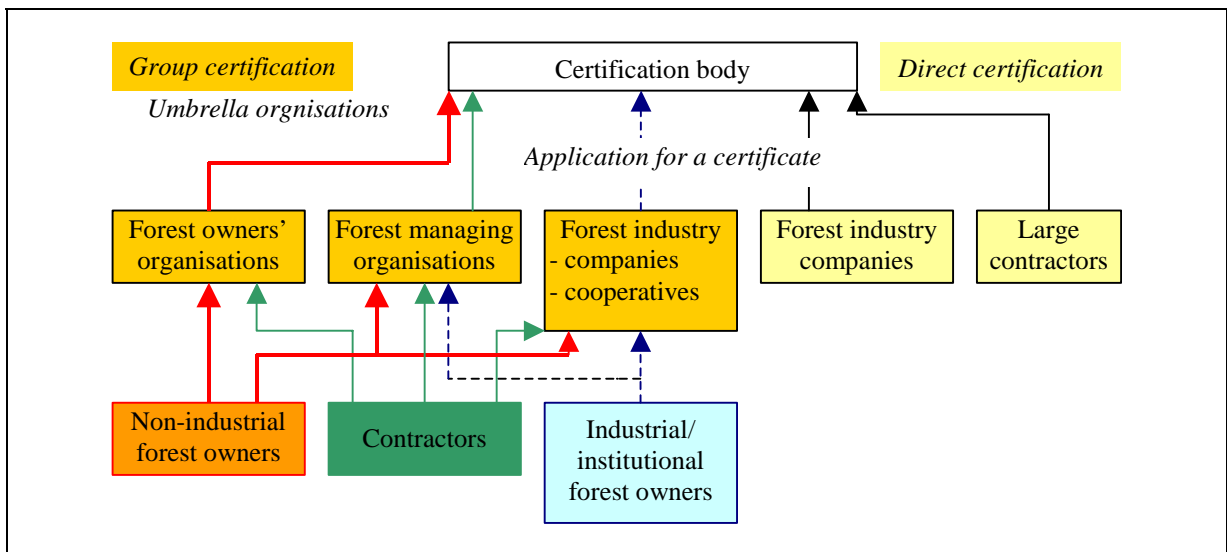 Group certification
Certification body
Direct certification
Umbrella orgnisations
Application for a certificate
Forest owners’
organisations
Forest managing
organisations
Forest industry
- companies
- cooperatives
Forest industry
companies
Large
contractors
Non-industrial
forest owners
Contractors
Industrial/
institutional
forest owners